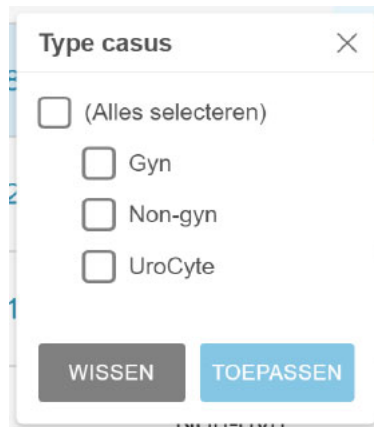 Type casus
(Alles selecteren)
Gyn
Non-gyn
UroCyte
WISSEN
TOEPASSEN